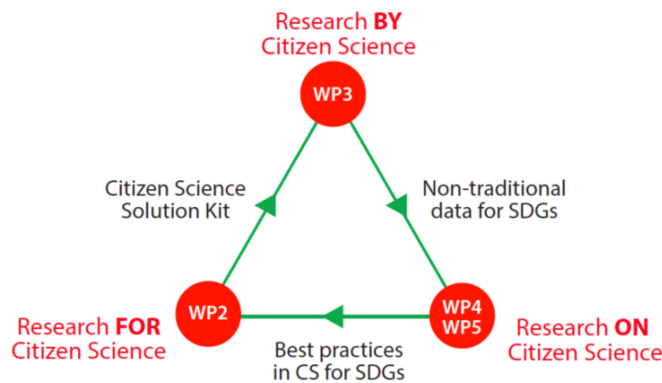 Research BY
Citizen Science
WP3
Citizen Science
Solution Kit
Non-traditional
data for SDGs
WP2
WP4
WP5
Research FOR
Citizen Science
Best practices
in CS for SDGs
Research ON
Citizen Science